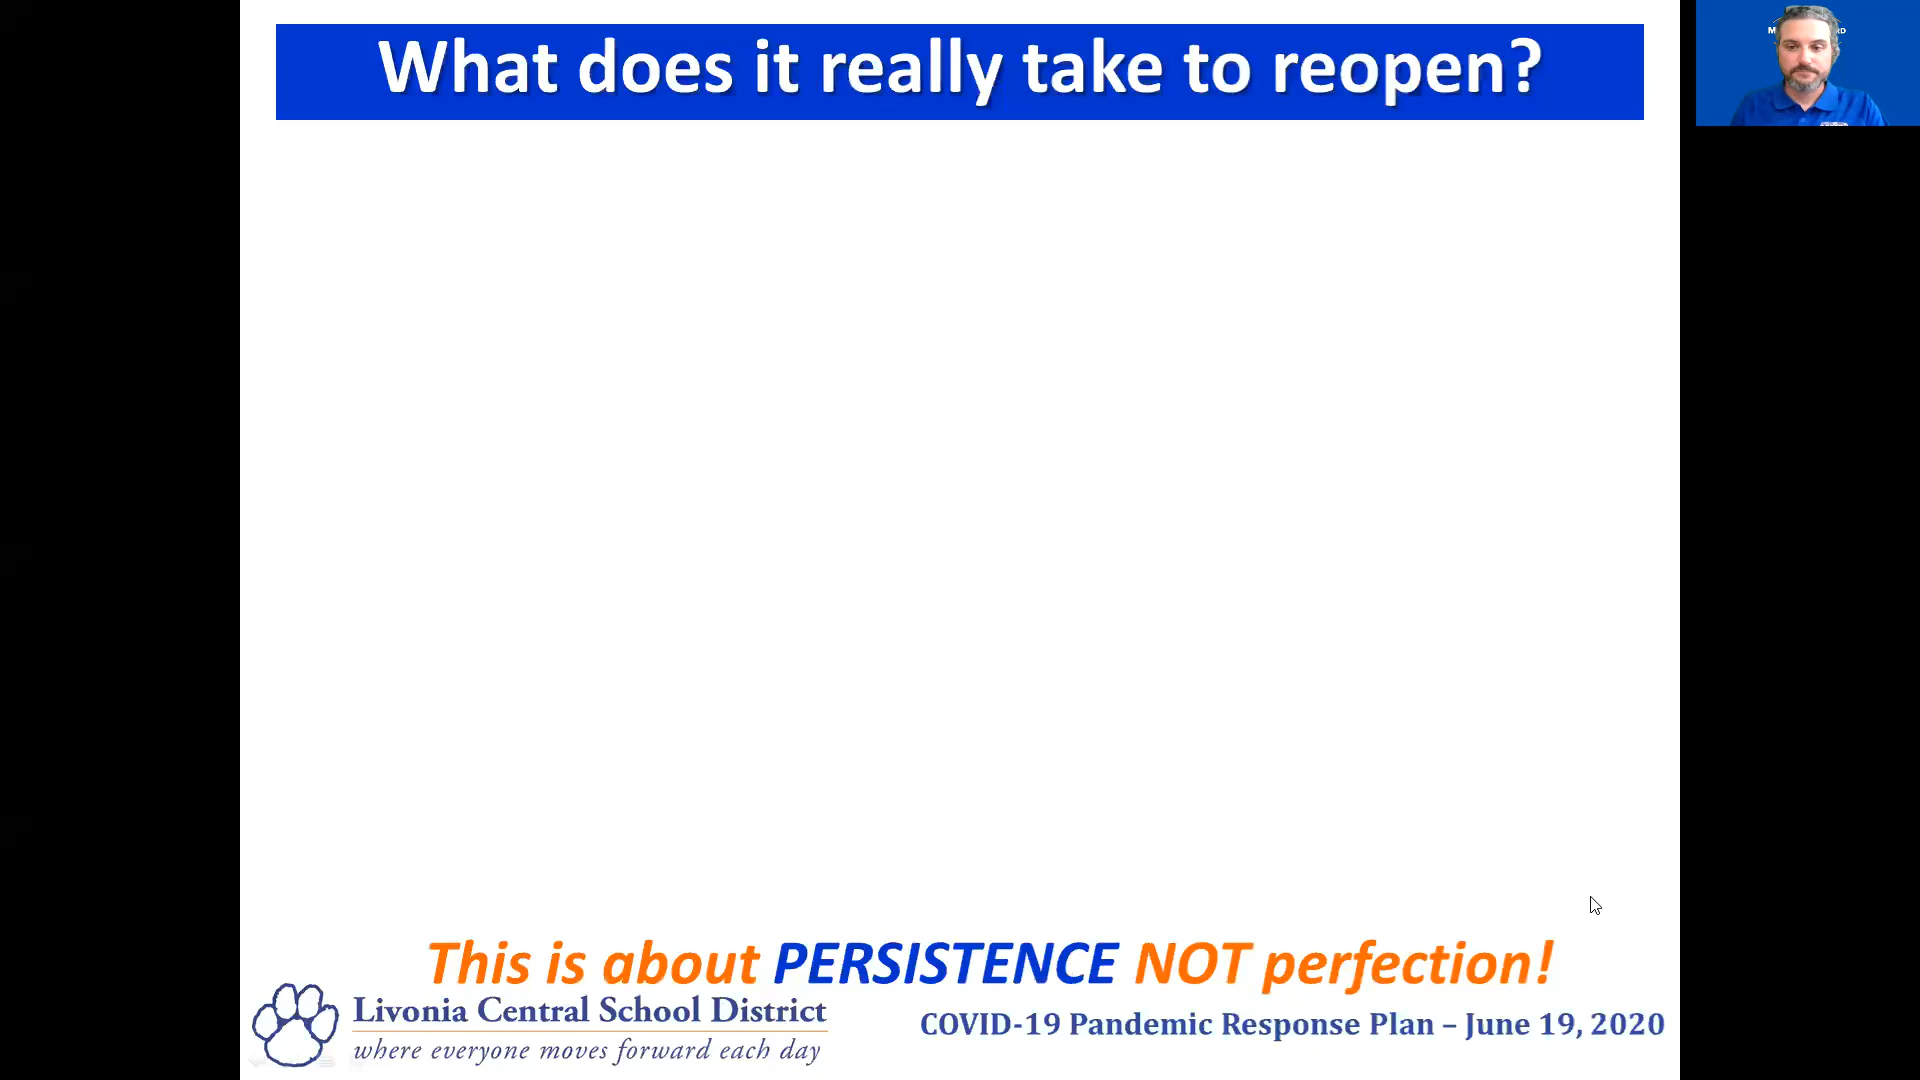 What does it really take to reopen?
This is about PERSISTENCE NOT perfection!
Livonia Central School District
where everyone moves forward each day
COVID-19 Pandemic Response Plan – June 19, 2020